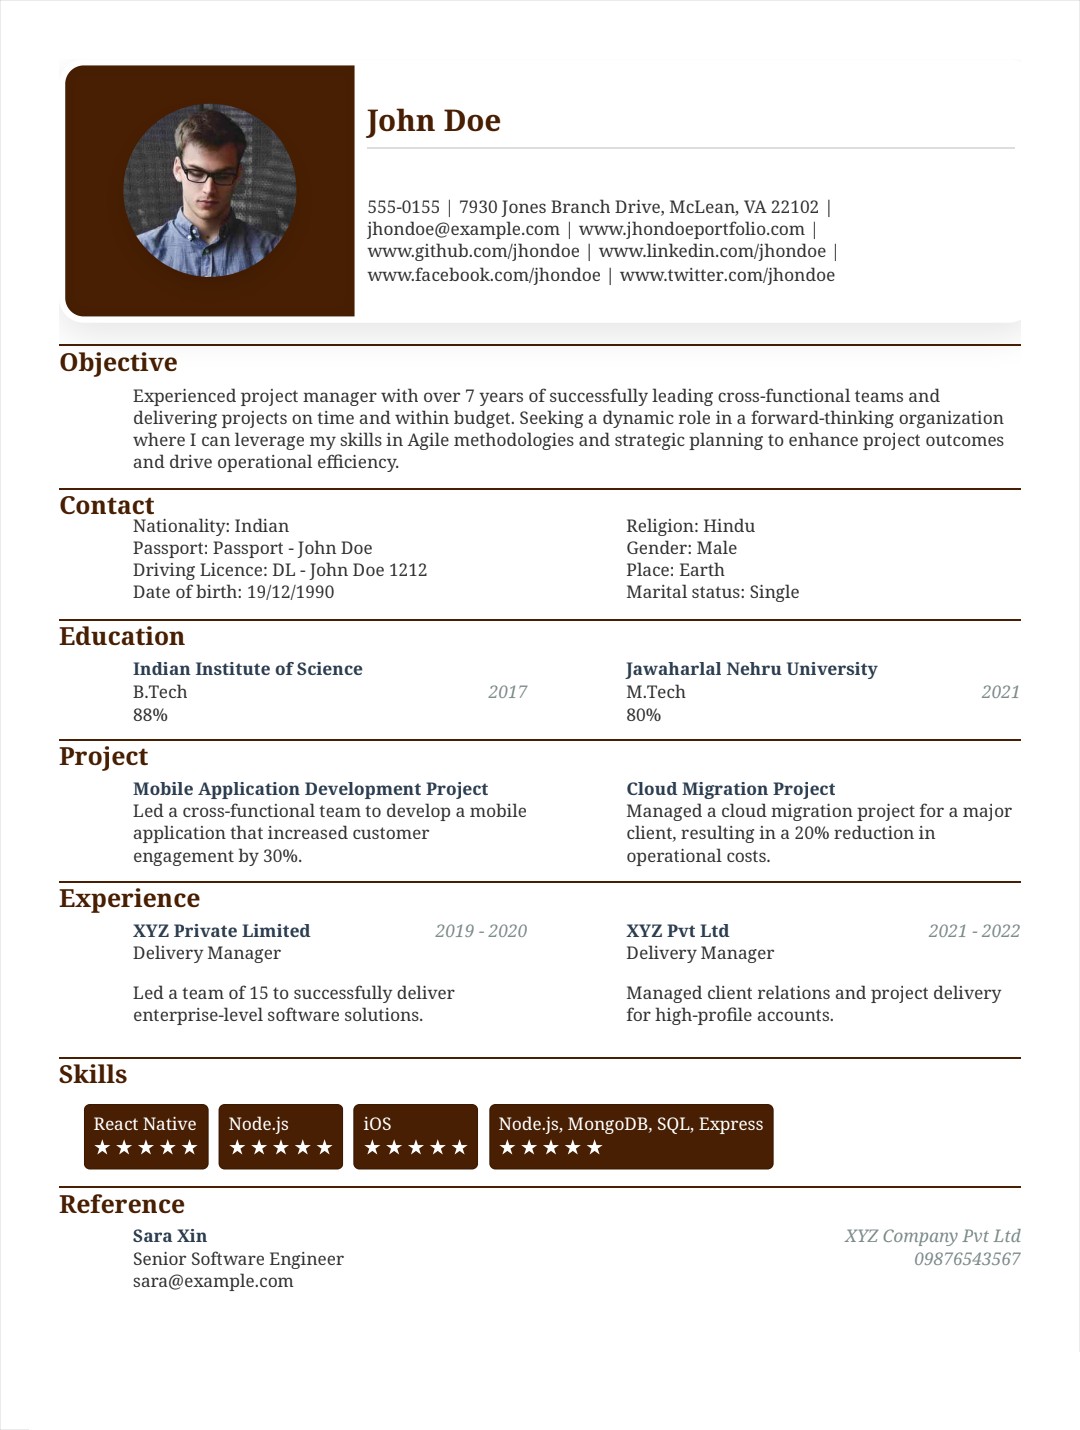 John Doe
555-0155 | 7930 Jones Branch Drive, McLean, VA 22102 |
jhondoe@example.com | www.jhondoeportfolio.com |
www.github.com/jhondoe | www.linkedin.com/jhondoe |
www.facebook.com/jhondoe | www.twitter.com/jhondoe
Objective
Experienced project manager with over 7 years of successfully leading cross-functional teams and
delivering projects on time and within budget. Seeking a dynamic role in a forward-thinking organization
where I can leverage my skills in Agile methodologies and strategic planning to enhance project outcomes
and drive operational efficiency.
Contact
Nationality: Indian
Passport: Passport - John Doe
Driving Licence: DL - John Doe 1212
Date of birth: 19/12/1990
Religion: Hindu
Gender: Male
Place: Earth
Marital status: Single
Education
Indian Institute of Science
B.Tech 2017
88%
Jawaharlal Nehru University
M.Tech 2021
80%
Project
Mobile Application Development Project
Led a cross-functional team to develop a mobile
application that increased customer
engagement by 30%.
Cloud Migration Project
Managed a cloud migration project for a major
client, resulting in a 20% reduction in
operational costs.
Experience
XYZ Private Limited 2019 - 2020
Delivery Manager
Led a team of 15 to successfully deliver
enterprise-level software solutions.
XYZ Pvt Ltd 2021 - 2022
Delivery Manager
Managed client relations and project delivery
for high-profile accounts.
Skills
React Native
★★★★★
Node.js
★★★★★
iOS
★★★★★
Node.js, MongoDB, SQL, Express
★★★★★
Reference
Sara Xin XYZ Company Pvt Ltd
Senior Software Engineer 09876543567
sara@example.com